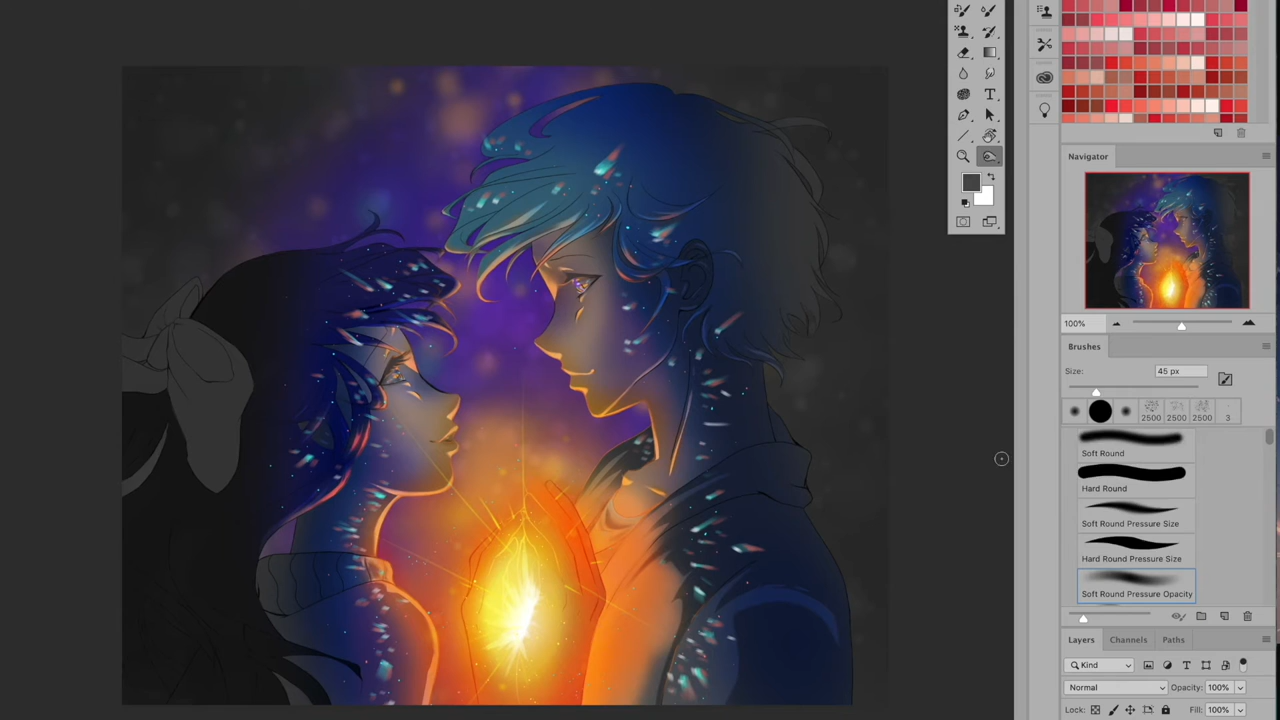 T
Navigator
100%
Brushes
Size:
45 px
2500
2500
2500
3
Soft Round
Hard Round
Soft Round Pressure Size
Hard Round Pressure Size
Soft Round Pressure Opacity
Layers Channels Paths
Kind
T
Normal Opacity: 100%
Lock: Fill: 100%